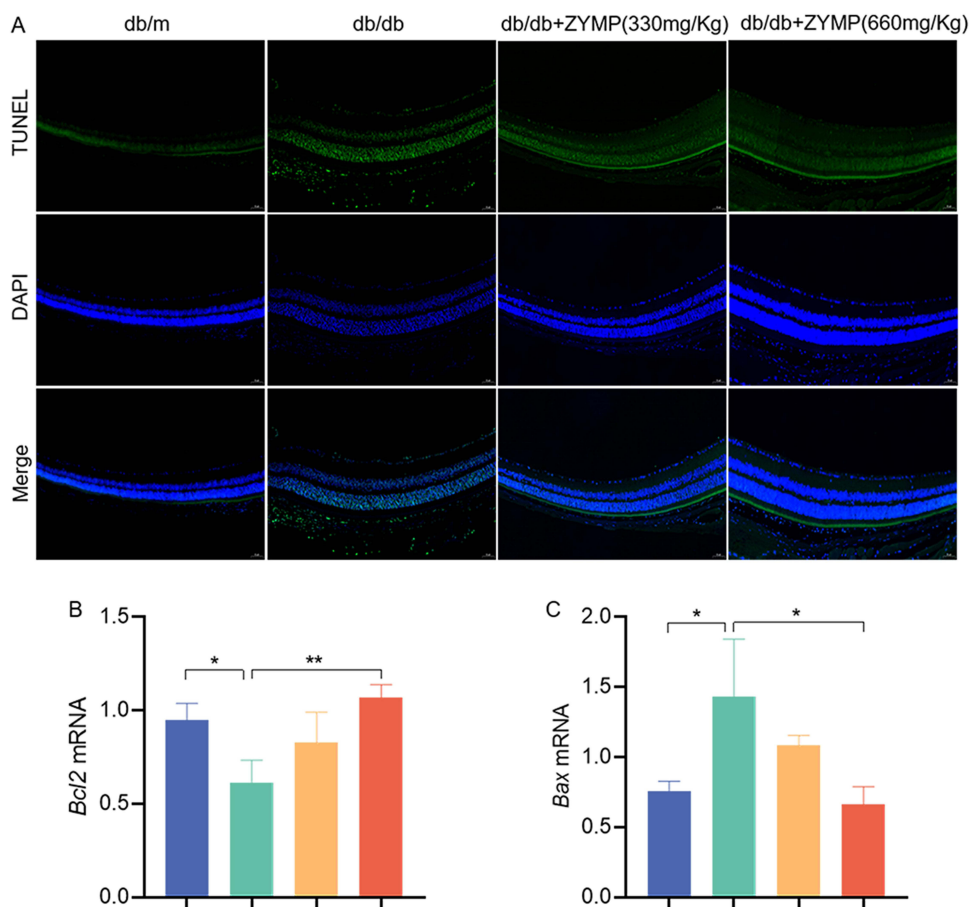 A
db/m
db/db
db/db+ZYMP(330mg/Kg)
db/db+ZYMP(660mg/Kg)
TUNEL
DAPI
Merge
B
Bcl2 mRNA
1.5
1.0
0.5
0.0
*
**
C
Bax mRNA
2.0
1.5
1.0
0.5
0.0
*
*